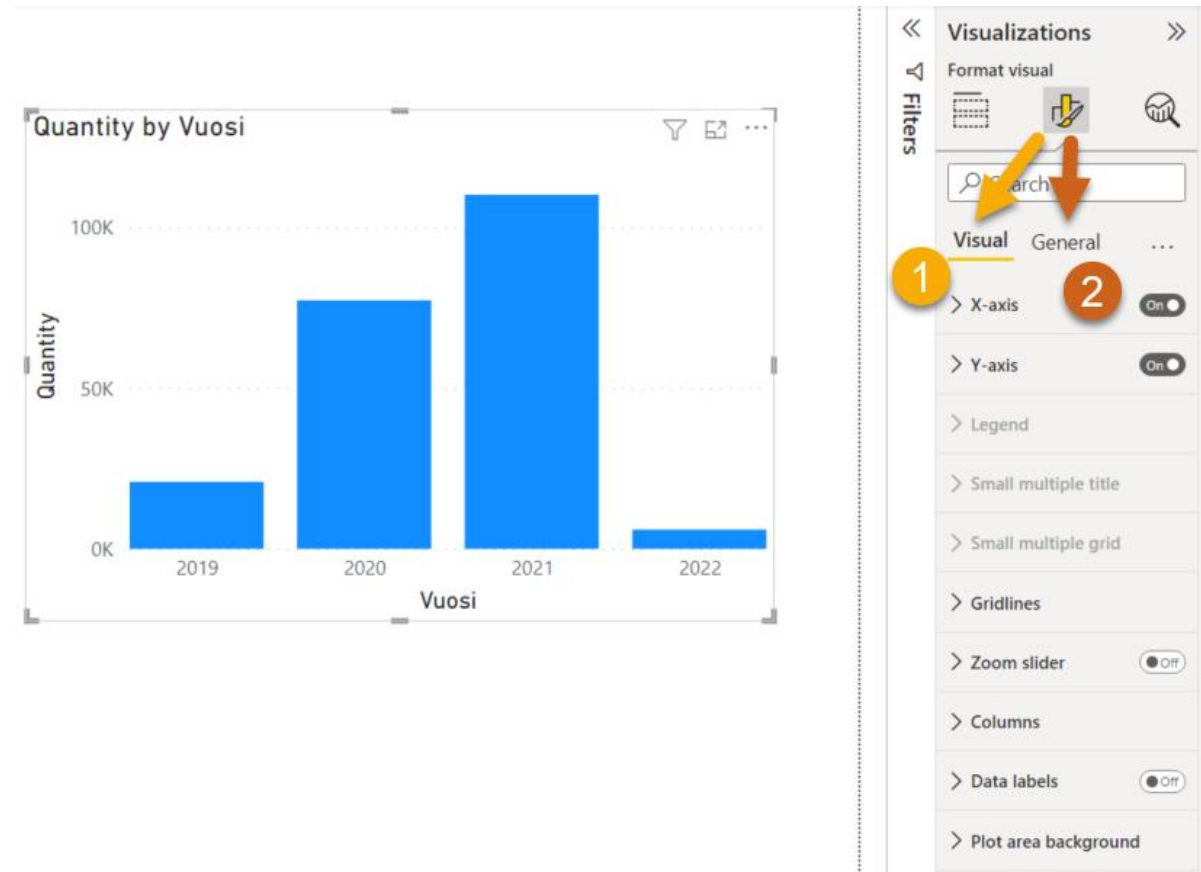 Quantity by Vuosi
100K
50K
0K
Quantity
2019 2020 2021 2022
Vuosi
Filters
Visualizations
Format visual
Visual General ...
1
2
X-axis On
Y-axis On
Legend
Small multiple title
Small multiple grid
Gridlines
Zoom slider Off
Columns
Data labels Off
Plot area background